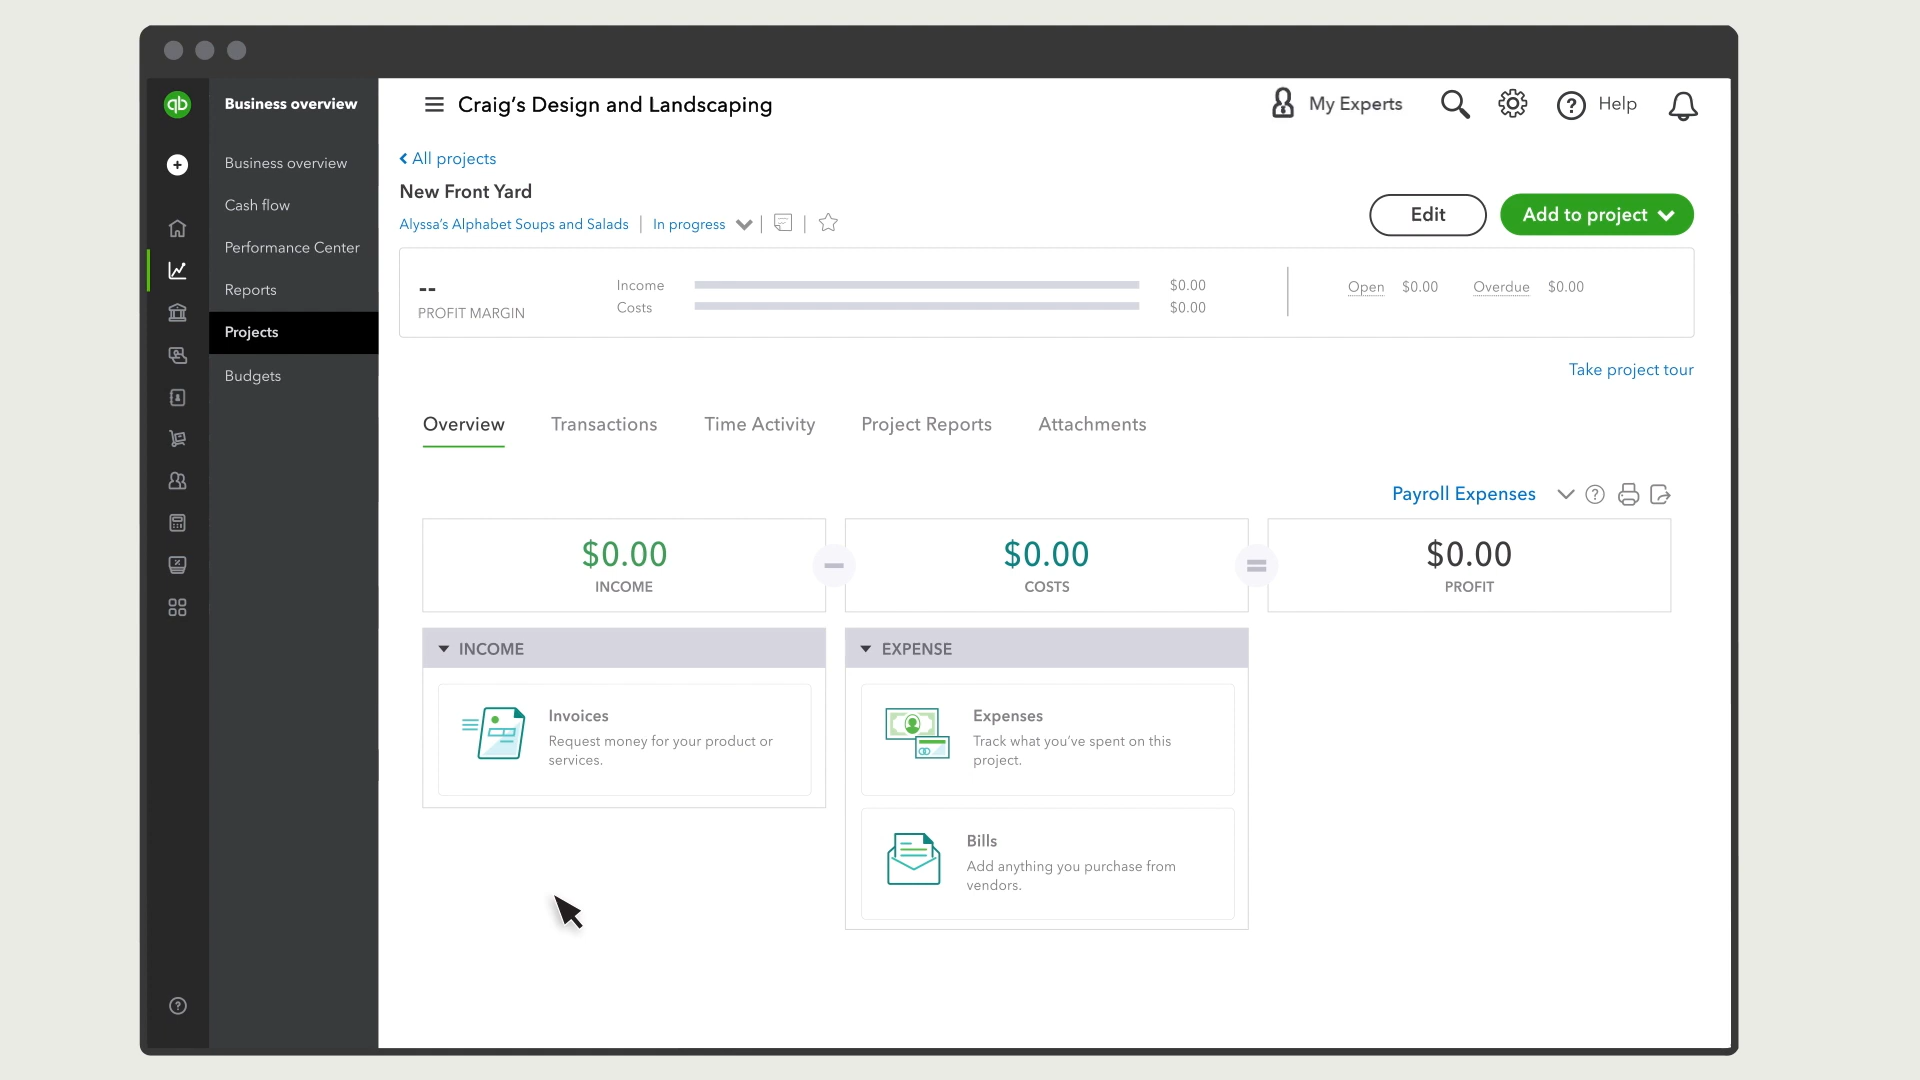 qb
Business overview
Business overview
Cash flow
Performance Center
Reports
Projects
Budgets
Craig's Design and Landscaping
My Experts
Help
All projects
New Front Yard
Alyssa's Alphabet Soups and Salads
In progress
Edit
Add to project
--
PROFIT MARGIN
Income
$0.00
Costs
$0.00
Open $0.00
Overdue $0.00
Take project tour
Overview
Transactions
Time Activity
Project Reports
Attachments
Payroll Expenses
$0.00
INCOME
$0.00
COSTS
$0.00
PROFIT
INCOME
Invoices
Request money for your product or
services.
EXPENSE
Expenses
Track what you've spent on this
project.
Bills
Add anything you purchase from
vendors.